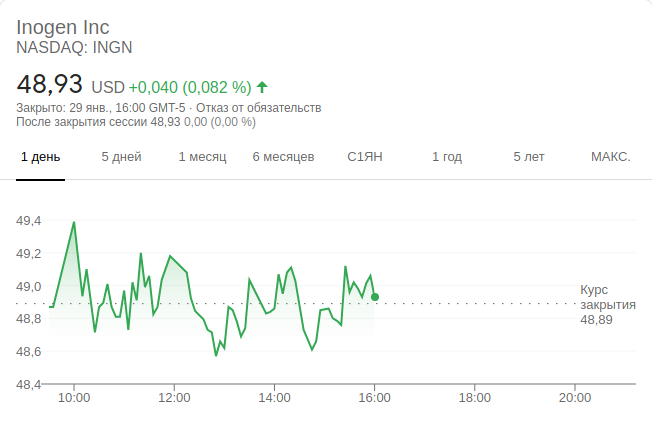 Inogen Inc
NASDAQ: INGN
48,93 USD +0,040 (0,082 %)
Закрыто: 29 янв., 16:00 GMT-5 · Отказ от обязательств
После закрытия сессии 48,93 0,00 (0,00 %)
1 день 5 дней 1 месяц 6 месяцев С1ЯН 1 год 5 лет МАКС.
49,4
49,2
49,0
48,8
48,6
48,4
Курс
закрытия
48,89
10:00 12:00 14:00 16:00 18:00 20:00